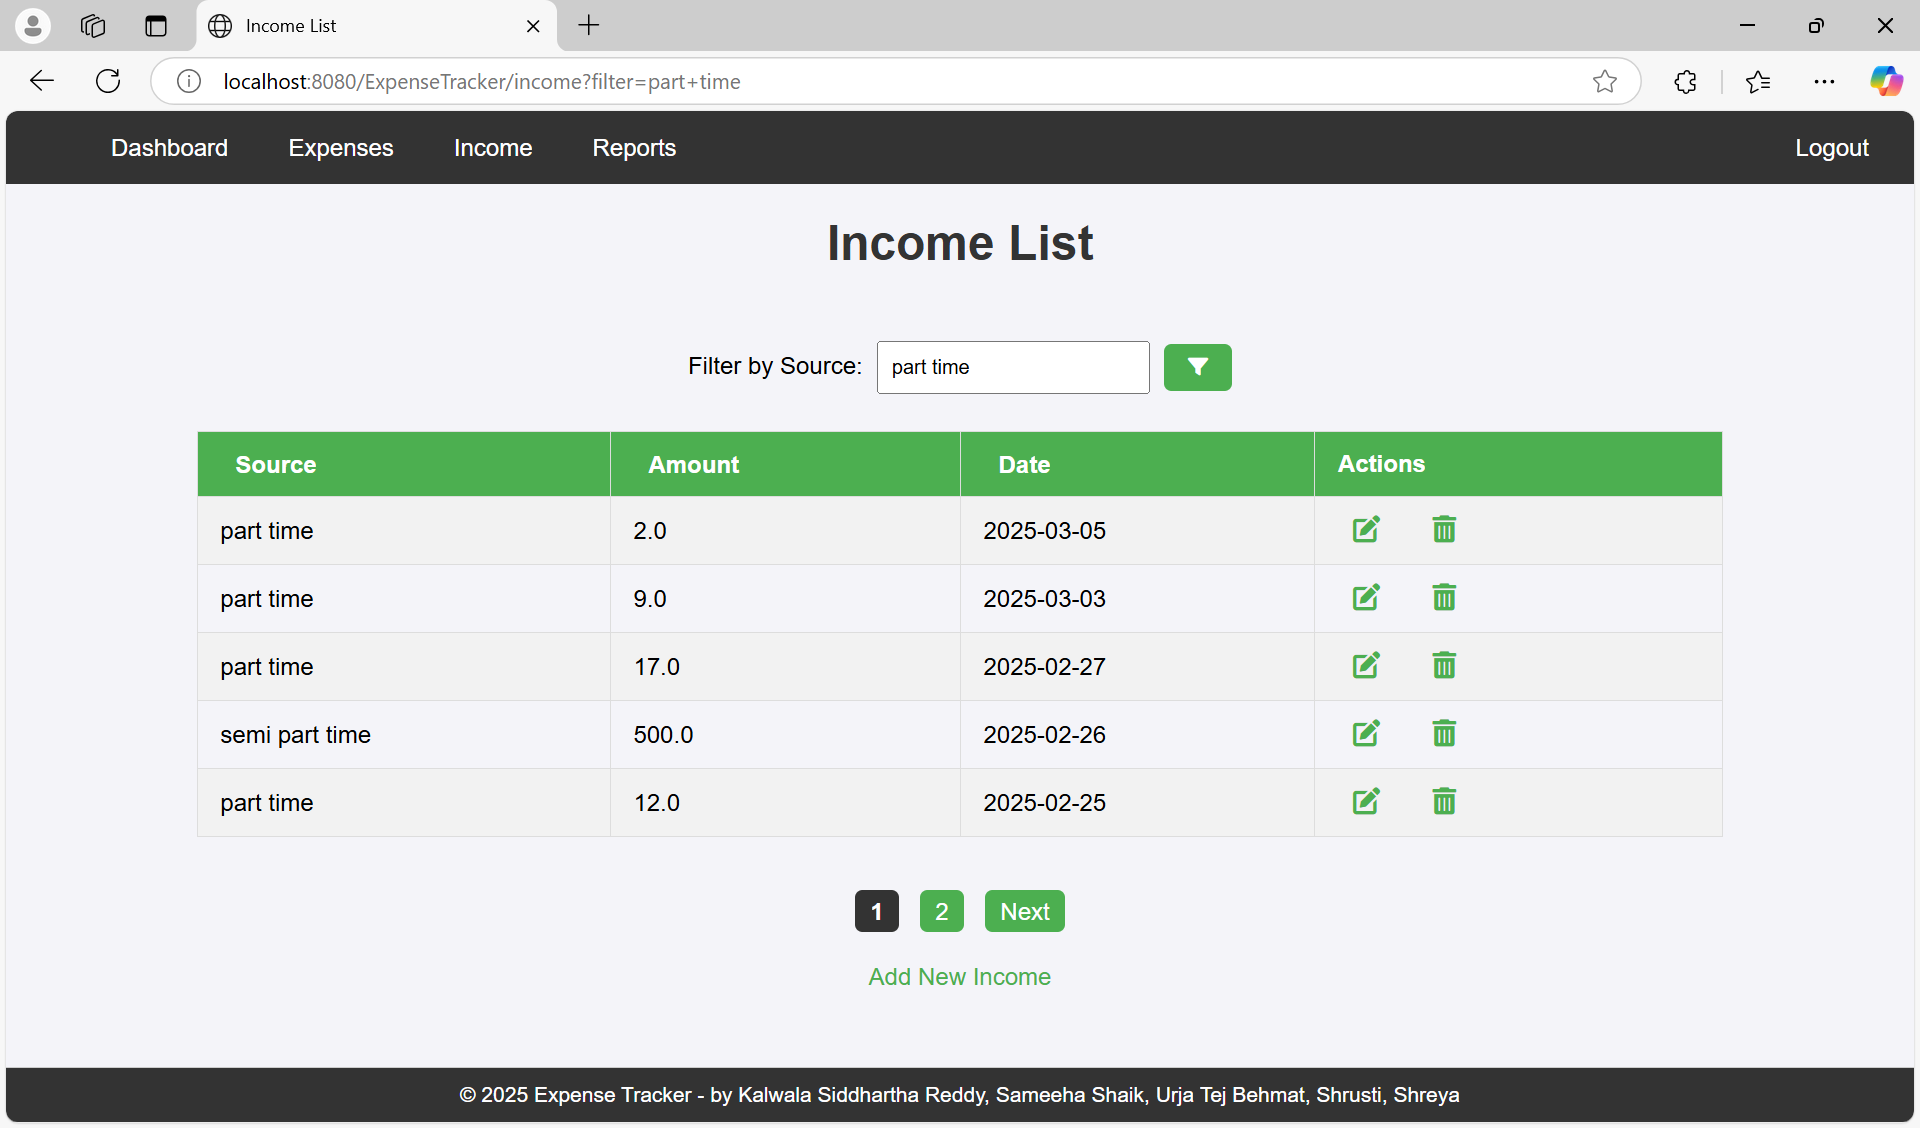 Income List
localhost:8080/ExpenseTracker/income?filter=part+time
Dashboard Expenses Income Reports Logout
Income List
Filter by Source: part time
Source Amount Date Actions
part time 2.0 2025-03-05
part time 9.0 2025-03-03
part time 17.0 2025-02-27
semi part time 500.0 2025-02-26
part time 12.0 2025-02-25
1 2 Next
Add New Income
© 2025 Expense Tracker - by Kalwala Siddhartha Reddy, Sameeha Shaik, Urja Tej Behmat, Shrusti, Shreya